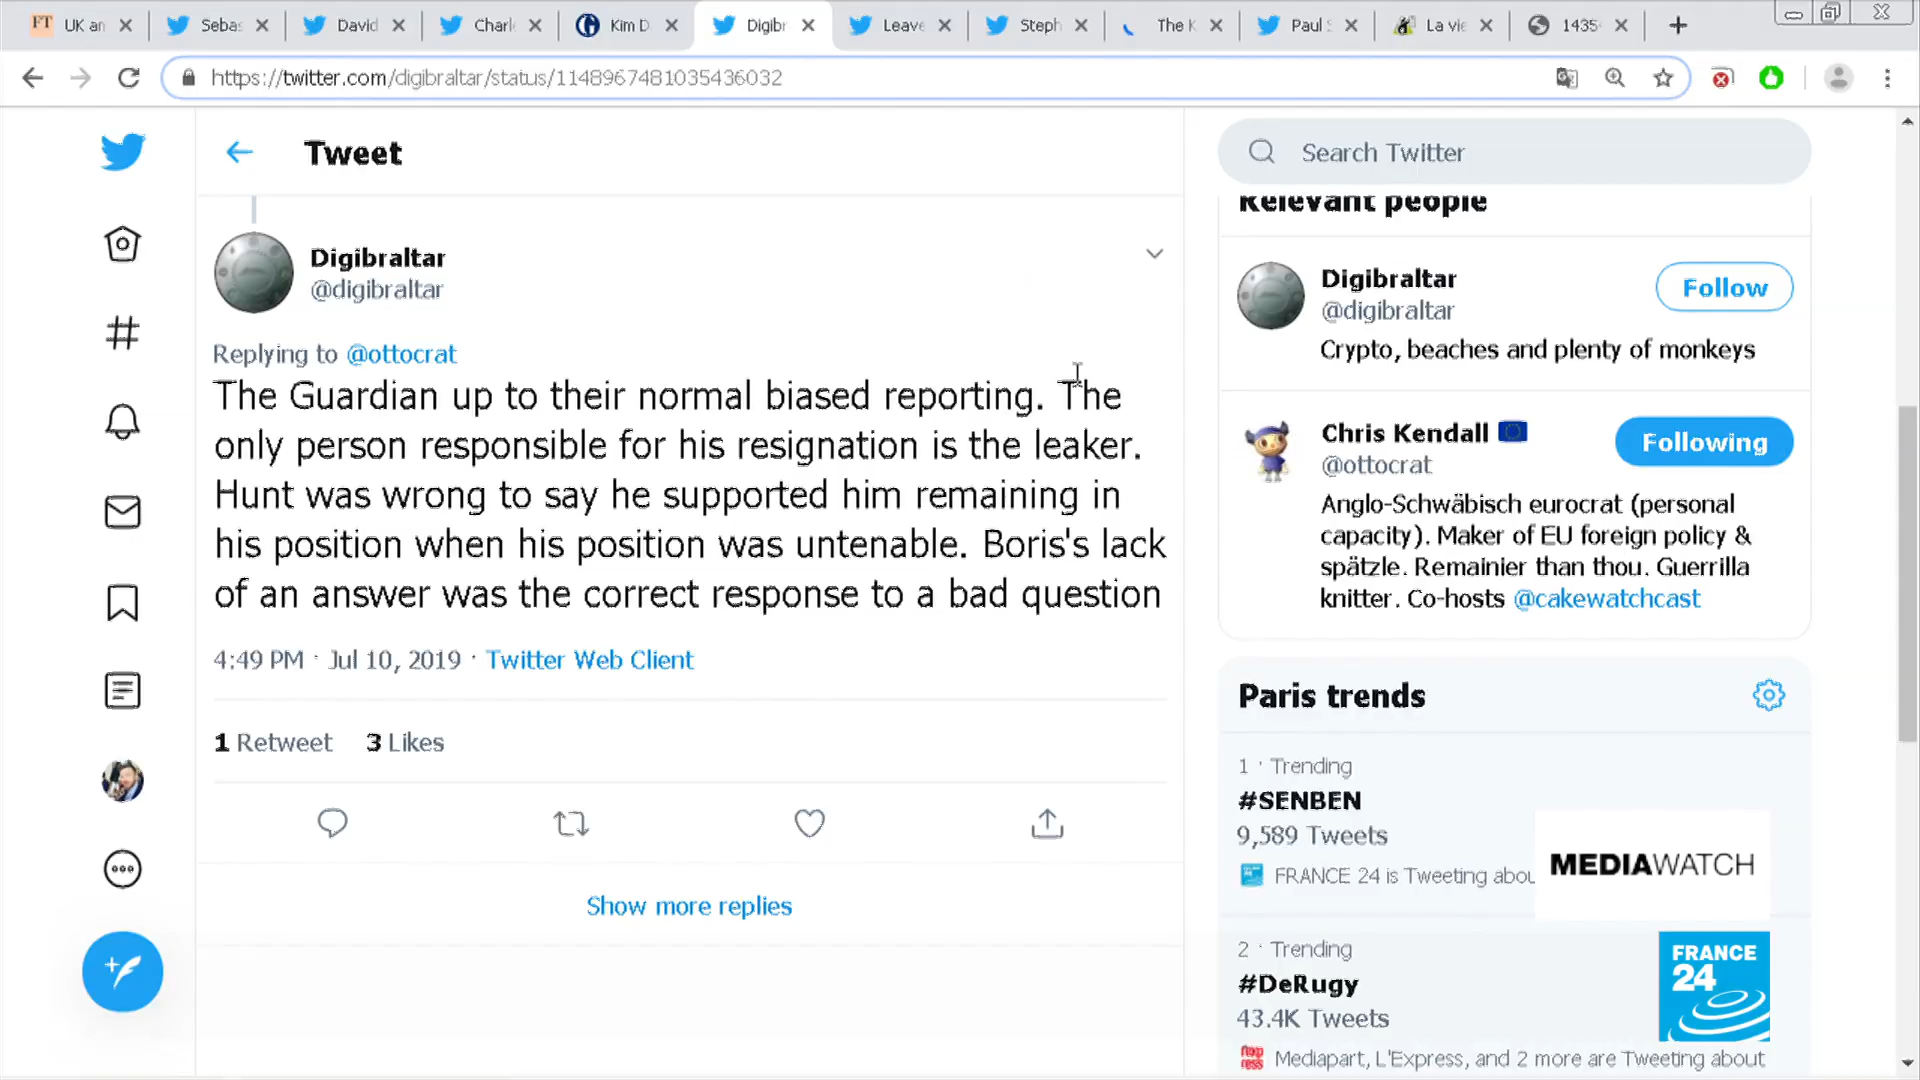 UK an
Sebas
David
Charl
Kim D
Digibr
Leave
Steph
The K
Paul S
La vie
1435
https://twitter.com/digibraltar/status/1148967481035436032
Tweet
Search Twitter
Relevant people
Digibraltar
@digibraltar
Replying to @ottocrat
The Guardian up to their normal biased reporting. The
only person responsible for his resignation is the leaker.
Hunt was wrong to say he supported him remaining in
his position when his position was untenable. Boris's lack
of an answer was the correct response to a bad question
4:49 PM · Jul 10, 2019 · Twitter Web Client
1 Retweet 3 Likes
Show more replies
Digibraltar
@digibraltar
Follow
Crypto, beaches and plenty of monkeys
Chris Kendall
@ottocrat
Following
Anglo-Schwäbisch eurocrat (personal
capacity). Maker of EU foreign policy &
spätzle. Remainier than thou. Guerrilla
knitter. Co-hosts @cakewatchcast
Paris trends
1 · Trending
#SENBEN
9,589 Tweets
FRANCE 24 is Tweeting abou
MEDIAWATCH
2 · Trending
#DeRugy
43.4K Tweets
Mediapart, L'Express, and 2 more are Tweeting about
FRANCE
24